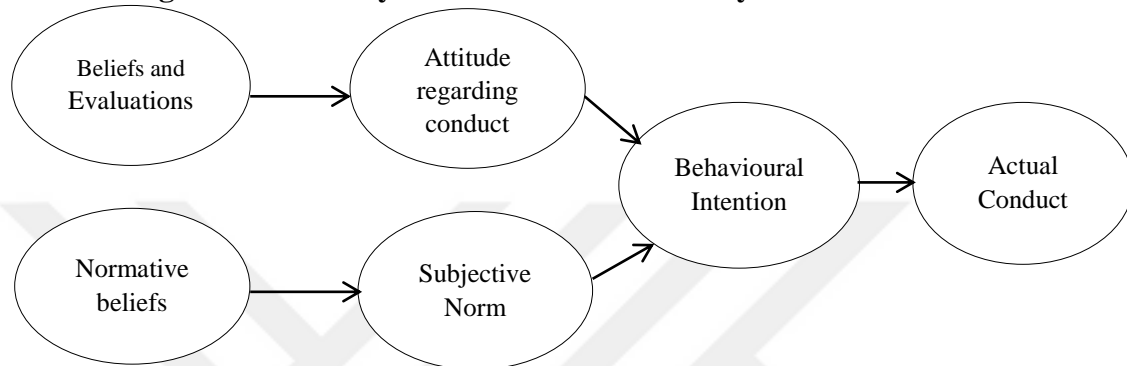 Beliefs and
Evaluations
Attitude
regarding
conduct
Behavioural
Intention
Actual
Conduct
Normative
beliefs
Subjective
Norm